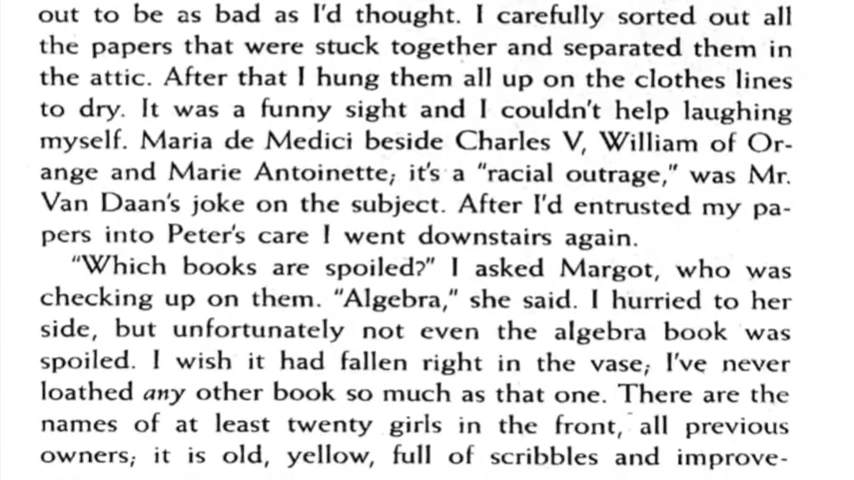 out to be as bad as I'd thought. I carefully sorted out all
the papers that were stuck together and separated them in
the attic. After that I hung them all up on the clothes lines
to dry. It was a funny sight and I couldn't help laughing
myself. Maria de Medici beside Charles V, William of Or-
ange and Marie Antoinette; it's a "racial outrage," was Mr.
Van Daan's joke on the subject. After I'd entrusted my pa-
pers into Peter's care I went downstairs again.
"Which books are spoiled?" I asked Margot, who was
checking up on them. "Algebra," she said. I hurried to her
side, but unfortunately not even the algebra book was
spoiled. I wish it had fallen right in the vase; I've never
loathed any other book so much as that one. There are the
names of at least twenty girls in the front, all previous
owners; it is old, yellow, full of scribbles and improve-